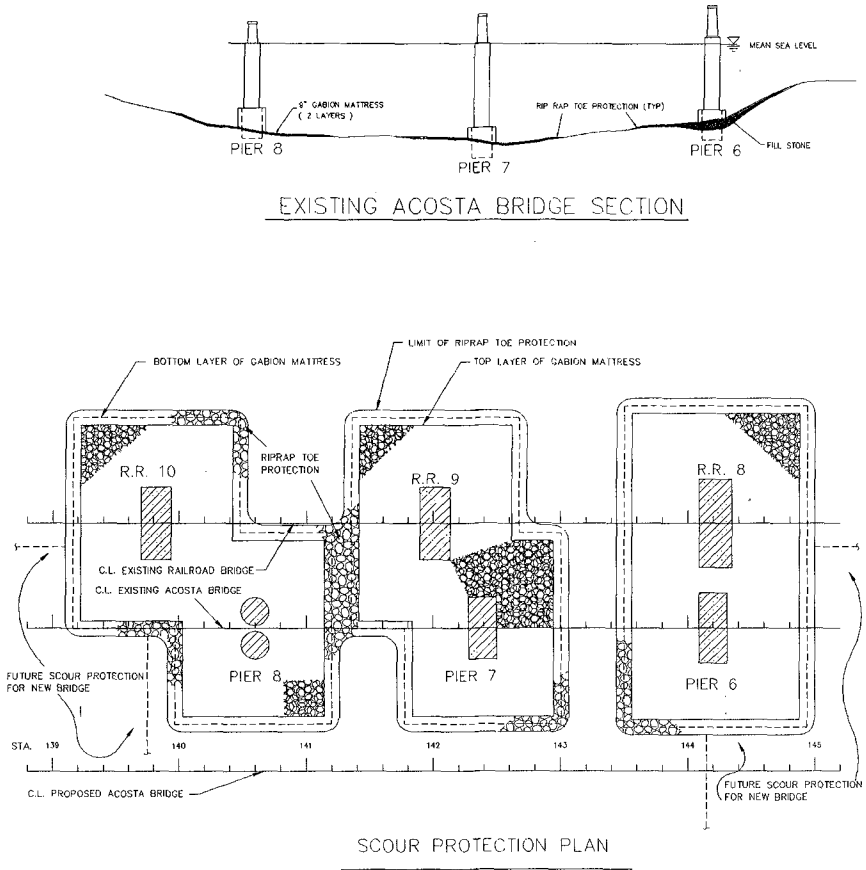 MEAN SEA LEVEL
9" GABION MATTRESS
( 2 LAYERS )
RIP RAP TOE PROTECTION (TYP)
PIER 8
PIER 7
PIER 6
FILL STONE
EXISTING ACOSTA BRIDGE SECTION
LIMIT OF RIPRAP TOE PROTECTION
BOTTOM LAYER OF GABION MATTRESS
TOP LAYER OF GABION MATTRESS
RIPRAP TOE
PROTECTION
R.R. 10
R.R. 9
R.R. 8
C.L. EXISTING RAILROAD BRIDGE
C.L. EXISTING ACOSTA BRIDGE
PIER 8
PIER 7
PIER 6
FUTURE SCOUR PROTECTION
FOR NEW BRIDGE
STA. 139 140 141 142 143 144 145
C.L. PROPOSED ACOSTA BRIDGE
FUTURE SCOUR PROTECTION
FOR NEW BRIDGE
SCOUR PROTECTION PLAN